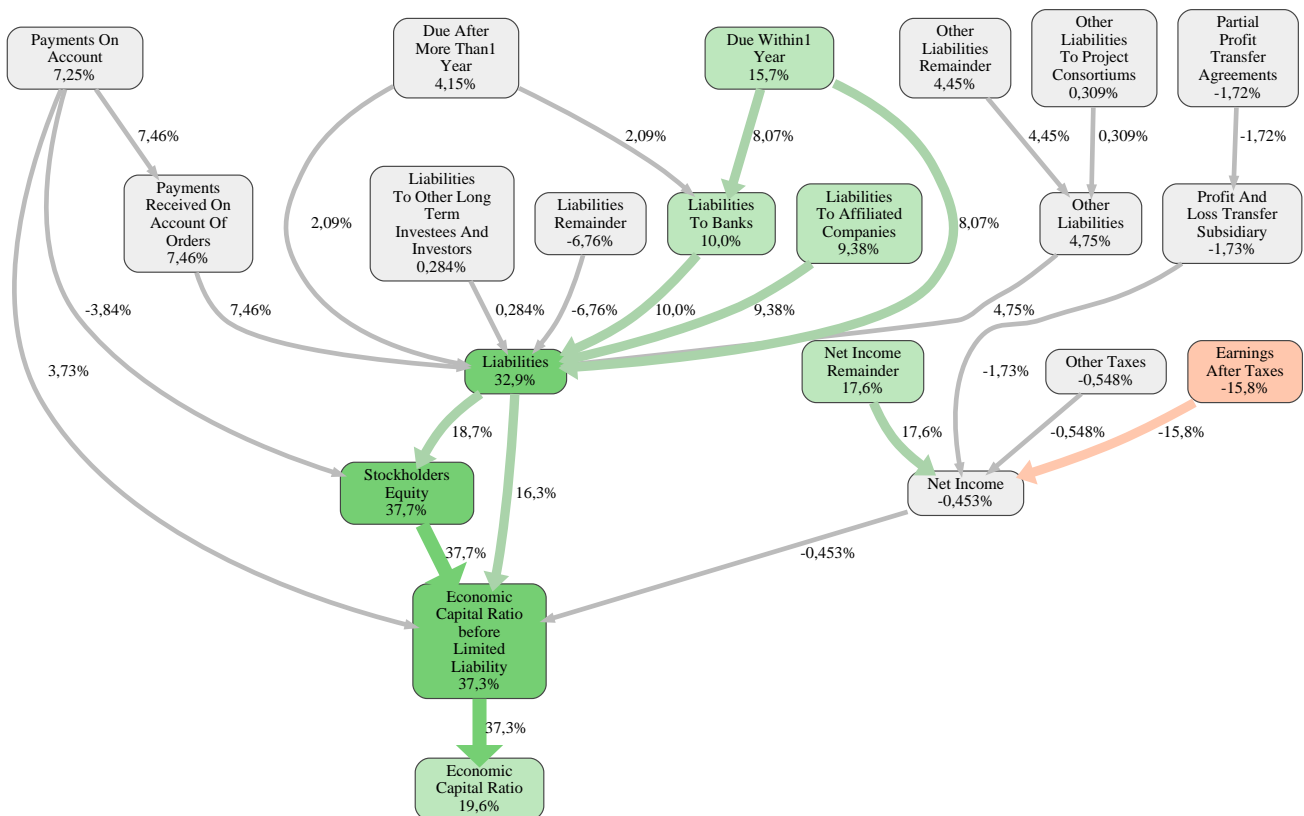 Payments On
Account
7,25%
Due After
More Than1
Year
4,15%
Due Within1
Year
15,7%
Other
Liabilities
Remainder
4,45%
Other
Liabilities
To Project
Consortiums
0,309%
Partial
Profit
Transfer
Agreements
-1,72%
7,46%
2,09%
8,07%
4,45%
0,309%
-1,72%
Payments
Received On
Account Of
Orders
7,46%
Liabilities
To Other Long
Term
Investees And
Investors
0,284%
Liabilities
Remainder
-6,76%
Liabilities
To Banks
10,0%
Liabilities
To Affiliated
Companies
9,38%
Other
Liabilities
4,75%
Profit And
Loss Transfer
Subsidiary
-1,73%
2,09%
8,07%
-3,84%
7,46%
0,284%
-6,76%
10,0%
9,38%
4,75%
Liabilities
32,9%
Net Income
Remainder
17,6%
Other Taxes
-0,548%
Earnings
After Taxes
-15,8%
3,73%
-1,73%
18,7%
17,6%
-0,548%
-15,8%
Stockholders
Equity
37,7%
16,3%
Net Income
-0,453%
37,7%
-0,453%
Economic
Capital Ratio
before
Limited
Liability
37,3%
37,3%
Economic
Capital Ratio
19,6%